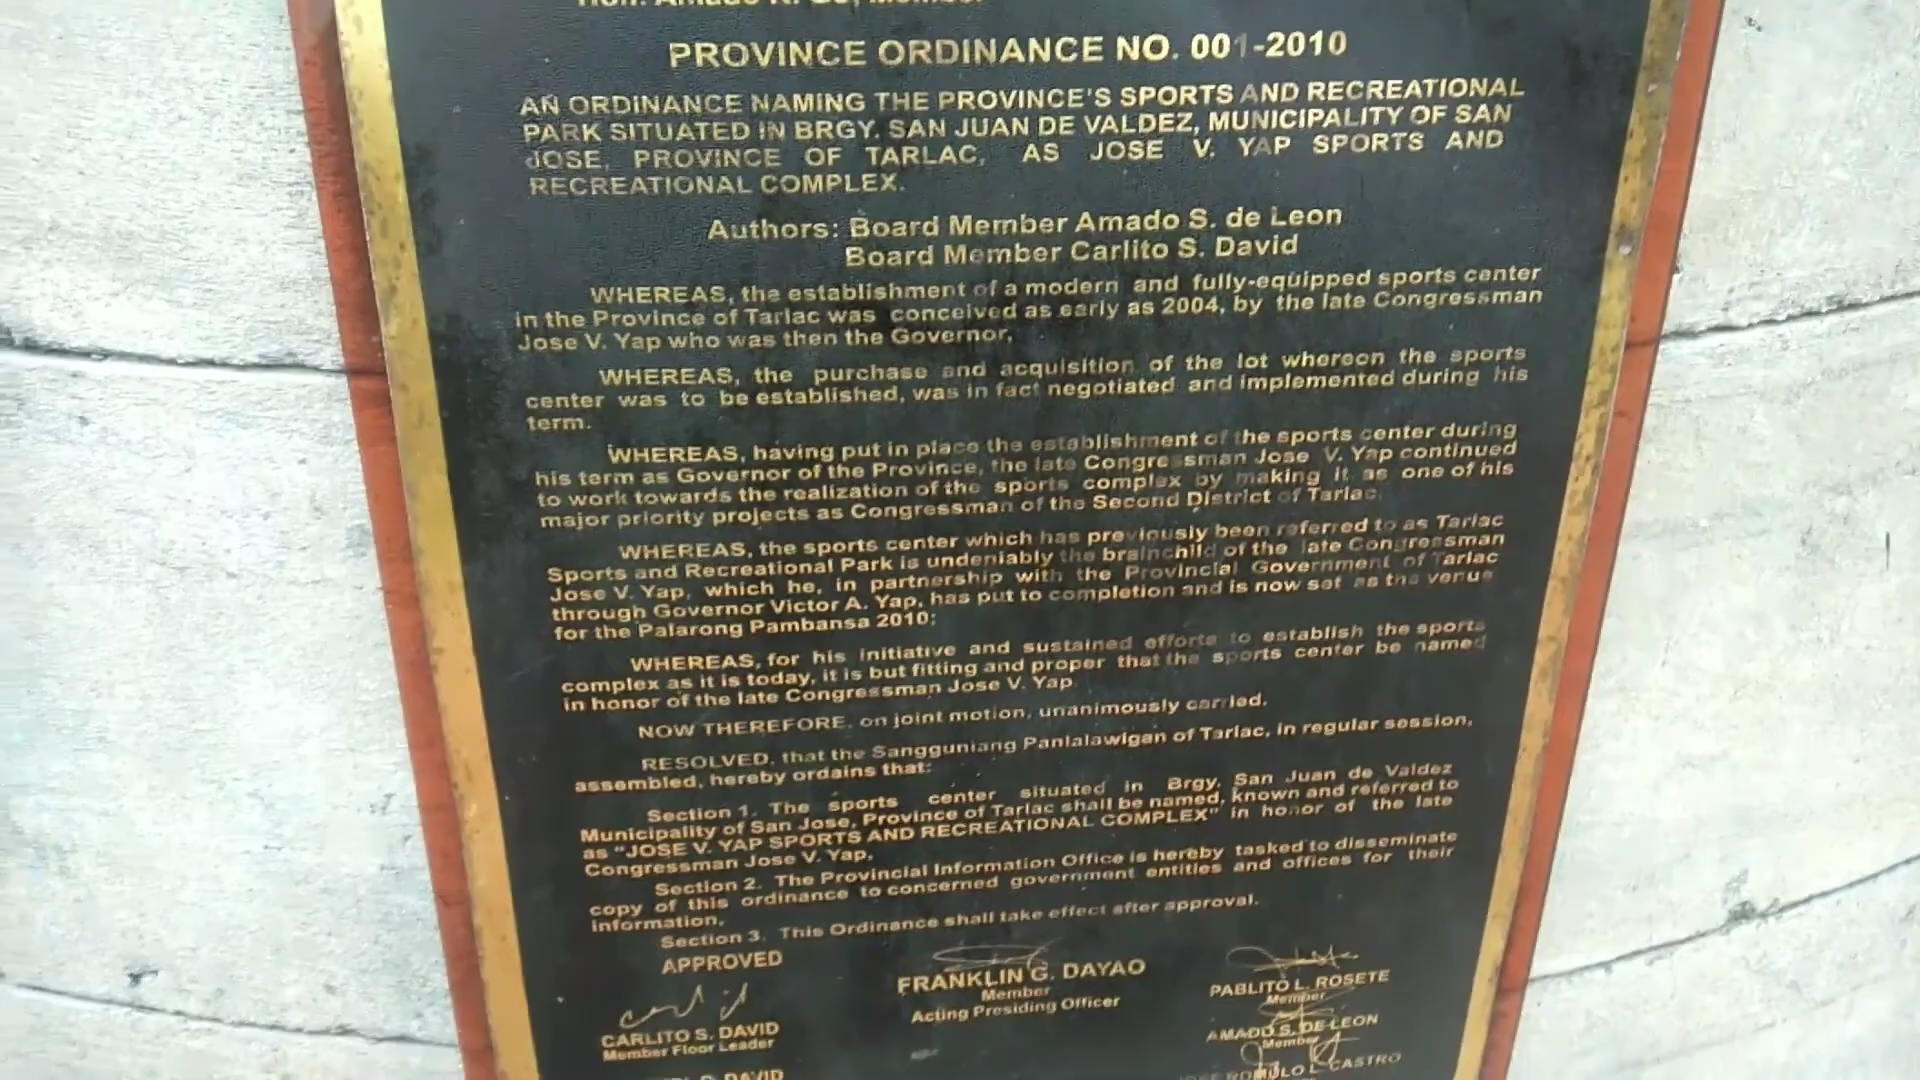 PROVINCE ORDINANCE NO. 001-2010
AN ORDINANCE NAMING THE PROVINCE'S SPORTS AND RECREATIONAL
PARK SITUATED IN BRGY. SAN JUAN DE VALDEZ, MUNICIPALITY OF SAN
JOSE, PROVINCE OF TARLAC, AS JOSE V. YAP SPORTS AND
RECREATIONAL COMPLEX.
Authors: Board Member Amado S. de Leon
Board Member Carlito S. David
WHEREAS, the establishment of a modern and fully-equipped sports center
in the Province of Tarlac was conceived as early as 2004, by the late Congressman
Jose V. Yap who was then the Governor,
WHEREAS, the purchase and acquisition of the lot whereon the sports
center was to be established, was in fact negotiated and implemented during his
term.
WHEREAS, having put in place the establishment of the sports center during
his term as Governor of the Province, the late Congressman Jose V. Yap continued
to work towards the realization of the sports complex by making it as one of his
major priority projects as Congressman of the Second District of Tarlac.
WHEREAS, the sports center which has previously been referred to as Tarlac
Sports and Recreational Park is undeniably the brainchild of the late Congressman
Jose V. Yap, which he, in partnership with the Provincial Government of Tarlac
through Governor Victor A. Yap, has put to completion and is now set as the venue
for the Palarong Pambansa 2010;
WHEREAS, for his initiative and sustained efforts to establish the sports
complex as it is today, it is but fitting and proper that the sports center be named
in honor of the late Congressman Jose V. Yap.
NOW THEREFORE, on joint motion, unanimously carried,
RESOLVED, that the Sangguniang Panlalawigan of Tarlac, in regular session,
assembled, hereby ordains that:
Section 1. The sports center situated in Brgy. San Juan de Valdez
Municipality of San Jose, Province of Tarlac shall be named, known and referred to
as "JOSE V. YAP SPORTS AND RECREATIONAL COMPLEX" in honor of the late
Congressman Jose V. Yap.
Section 2. The Provincial Information Office is hereby tasked to disseminate
copy of this ordinance to concerned government entities and offices for their
information.
Section 3. This Ordinance shall take effect after approval.
APPROVED
CARLITO S. DAVID
Member Floor Leader
FRANKLIN G. DAYAO
Member
Acting Presiding Officer
PABLITO L. ROSETE
Member
AMADO S. DE LEON
Member
ROMULO L. CASTRO
DAVID